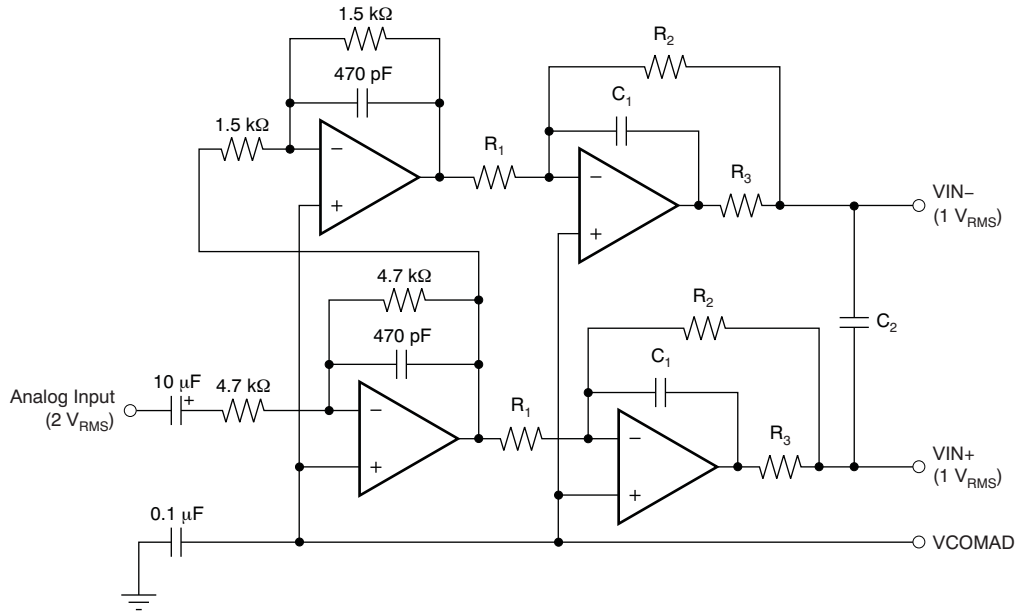 1.5 kΩ
R2
470 pF
C1
1.5 kΩ
R1
R3
−
−
+
+
VIN−
(1 VRMS)
4.7 kΩ
R2
C2
470 pF
C1
10 μF
+
4.7 kΩ
Analog Input
(2 VRMS)
R1
R3
−
−
+
+
VIN+
(1 VRMS)
0.1 μF
VCOMAD